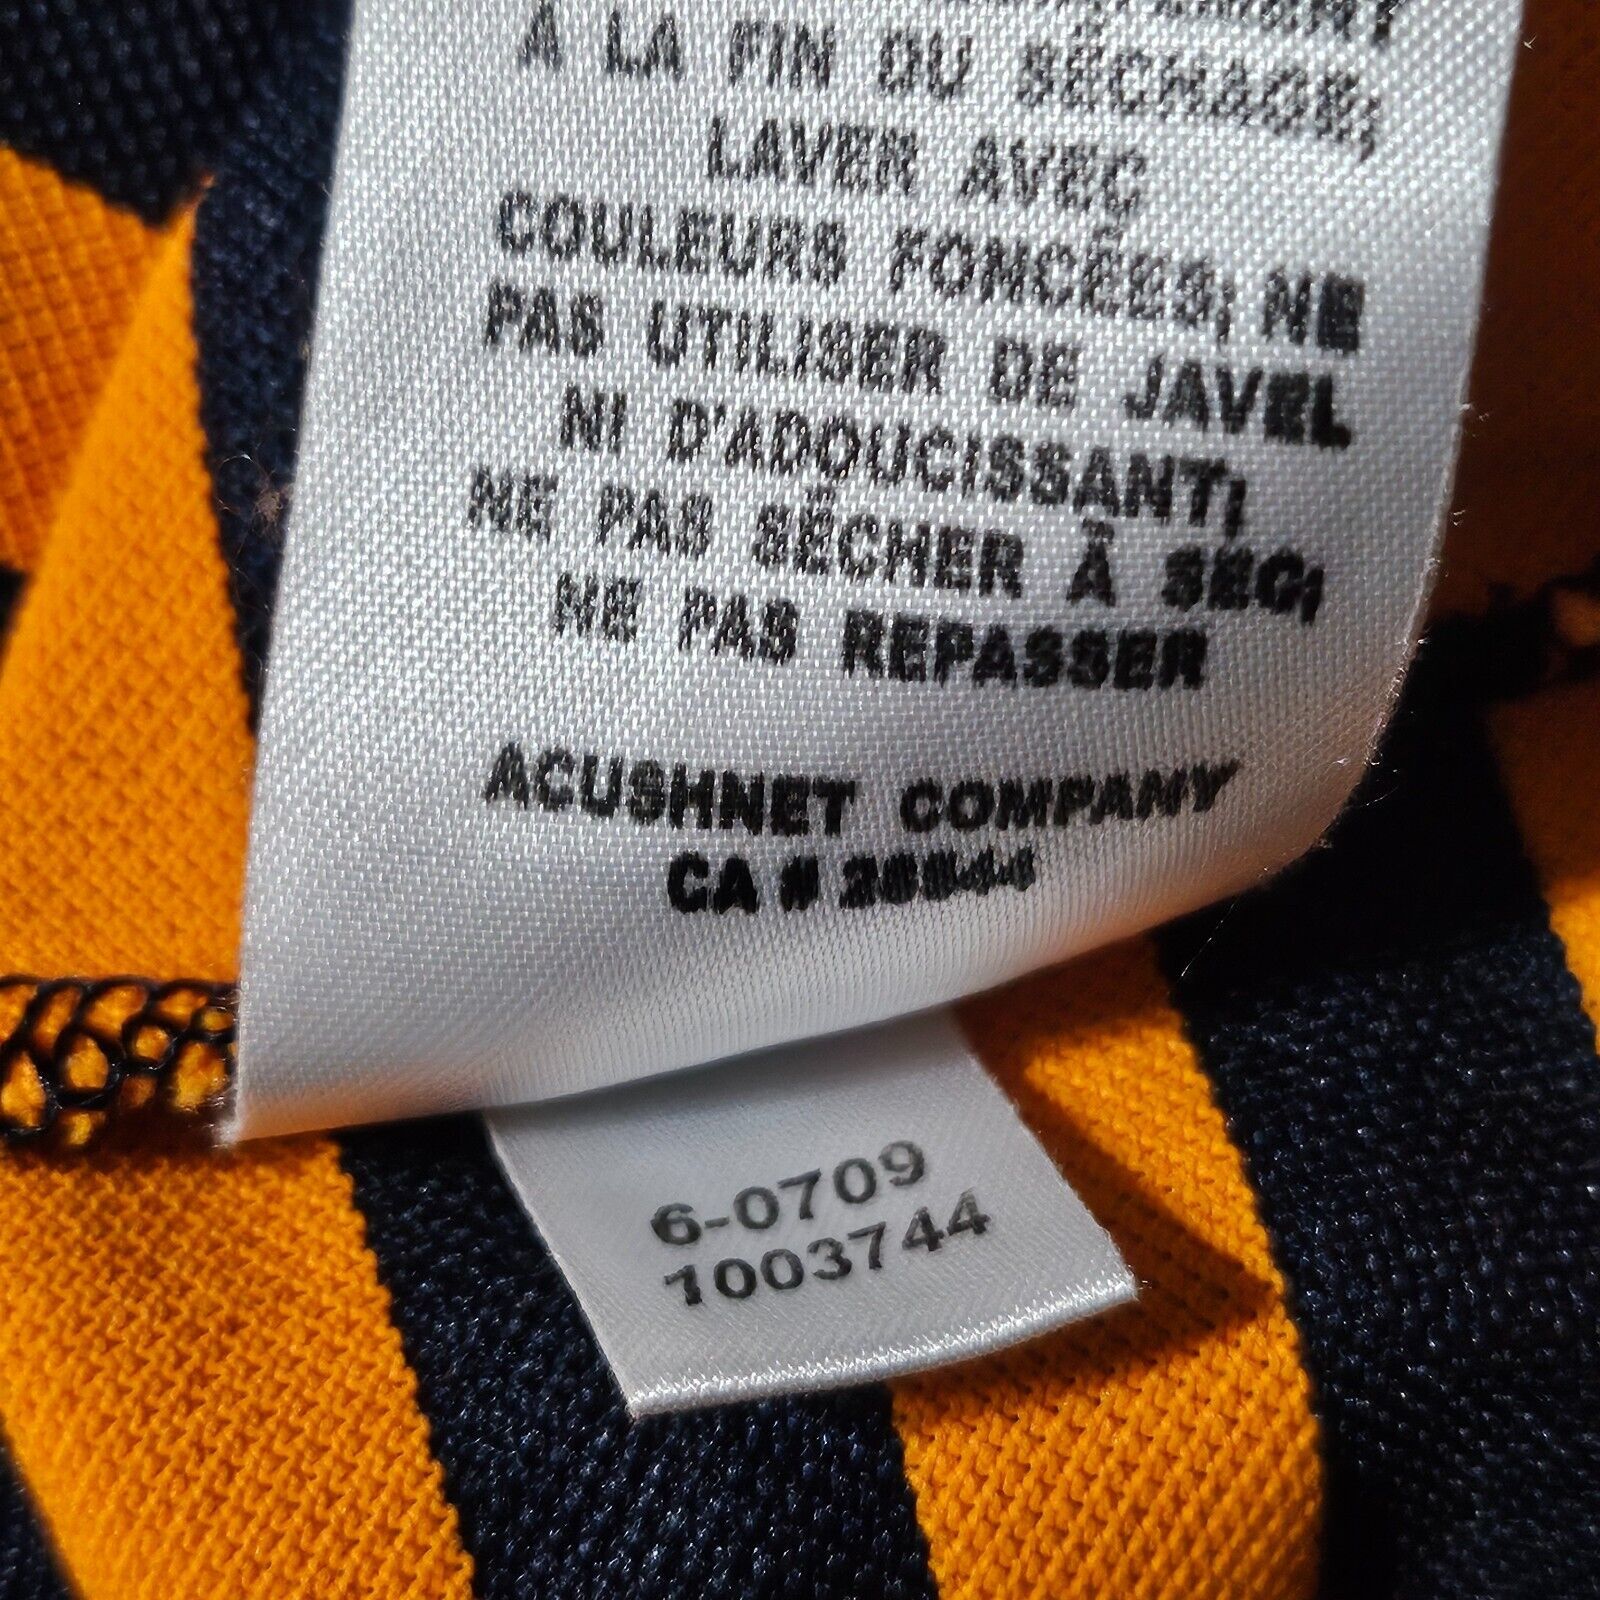 À LA FIN DU SÉCHAGE;
LAVER AVEC
COULEURS FONCÉES; NE
PAS UTILISER DE JAVEL
NI D'ADOUCISSANT;
NE PAS SÉCHER À SEC;
NE PAS REPASSER
ACUSHNET COMPANY
CA #
6-0709
1003744